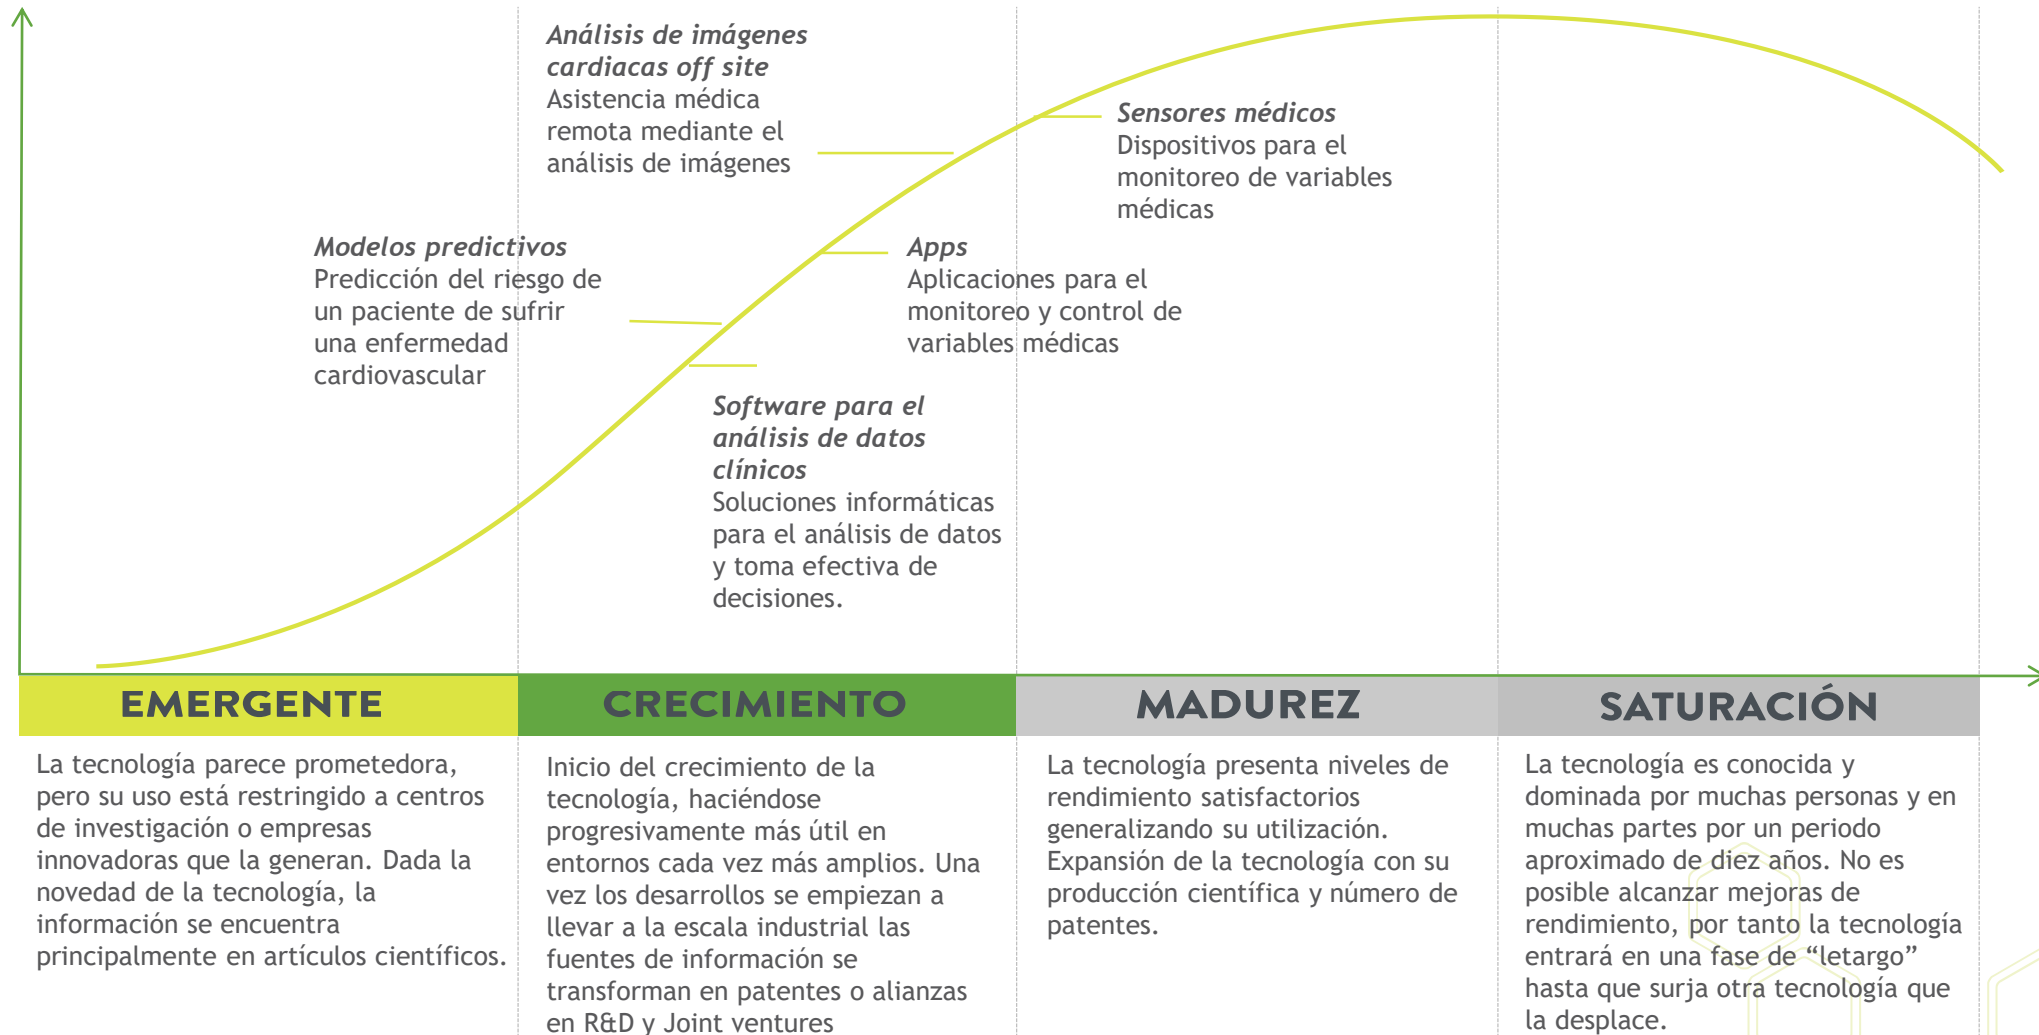 Análisis de imágenes
cardiacas off site
Asistencia médica
remota mediante el
análisis de imágenes
Sensores médicos
Dispositivos para el
monitoreo de variables
médicas
Modelos predictivos
Predicción del riesgo de
un paciente de sufrir
una enfermedad
cardiovascular
Apps
Aplicaciones para el
monitoreo y control de
variables médicas
Software para el
análisis de datos
clínicos
Soluciones informáticas
para el análisis de datos
y toma efectiva de
decisiones.
EMERGENTE
CRECIMIENTO
MADUREZ
SATURACIÓN
La tecnología parece prometedora,
pero su uso está restringido a centros
de investigación o empresas
innovadoras que la generan. Dada la
novedad de la tecnología, la
información se encuentra
principalmente en artículos científicos.
Inicio del crecimiento de la
tecnología, haciéndose
progresivamente más útil en
entornos cada vez más amplios. Una
vez los desarrollos se empiezan a
llevar a la escala industrial las
fuentes de información se
transforman en patentes o alianzas
en R&D y Joint ventures
La tecnología presenta niveles de
rendimiento satisfactorios
generalizando su utilización.
Expansión de la tecnología con su
producción científica y número de
patentes.
La tecnología es conocida y
dominada por muchas personas y en
muchas partes por un periodo
aproximado de diez años. No es
posible alcanzar mejoras de
rendimiento, por tanto la tecnología
entrará en una fase de “letargo”
hasta que surja otra tecnología que
la desplace.